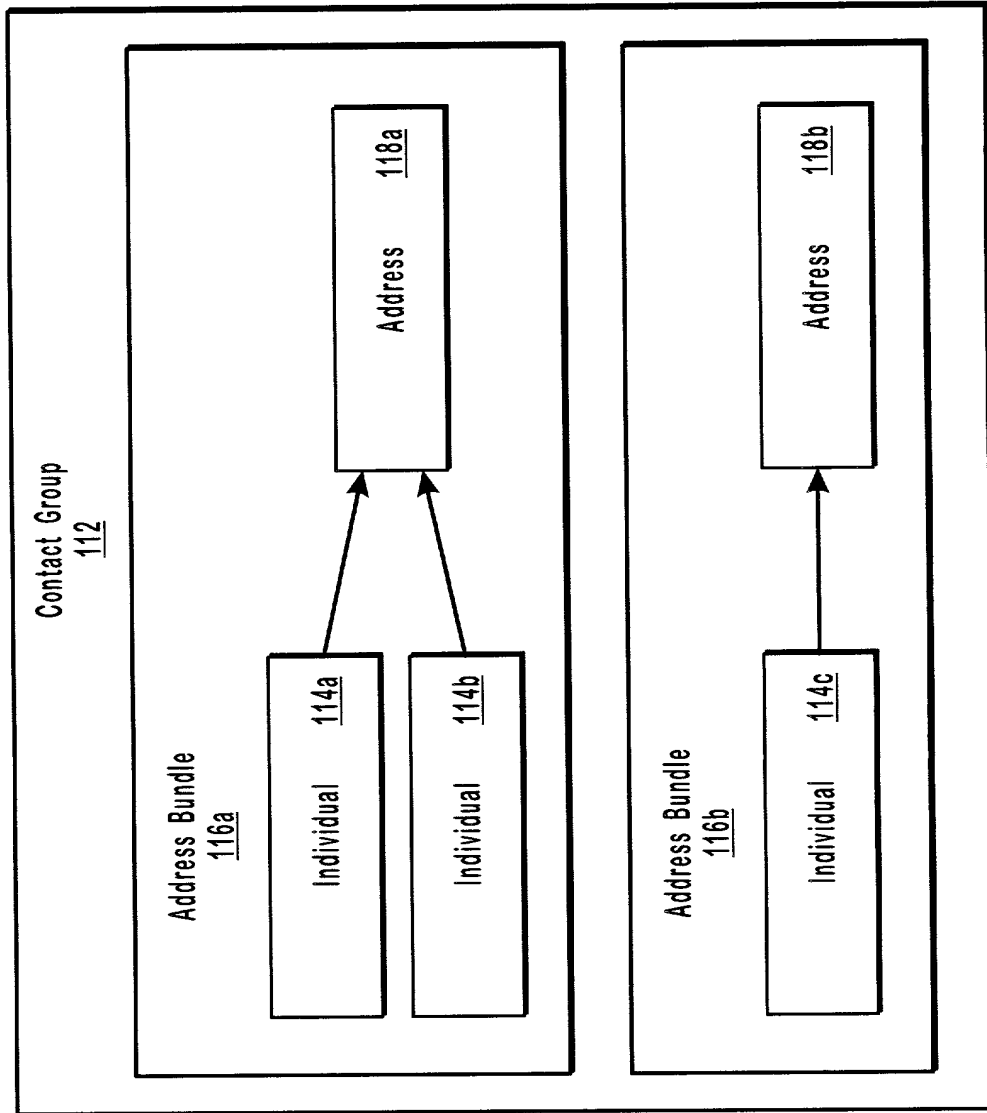 Contact Group
112
Address Bundle
116a
Individual
114a
Individual
114b
Address
118a
Address Bundle
116b
Individual
114c
Address
118b